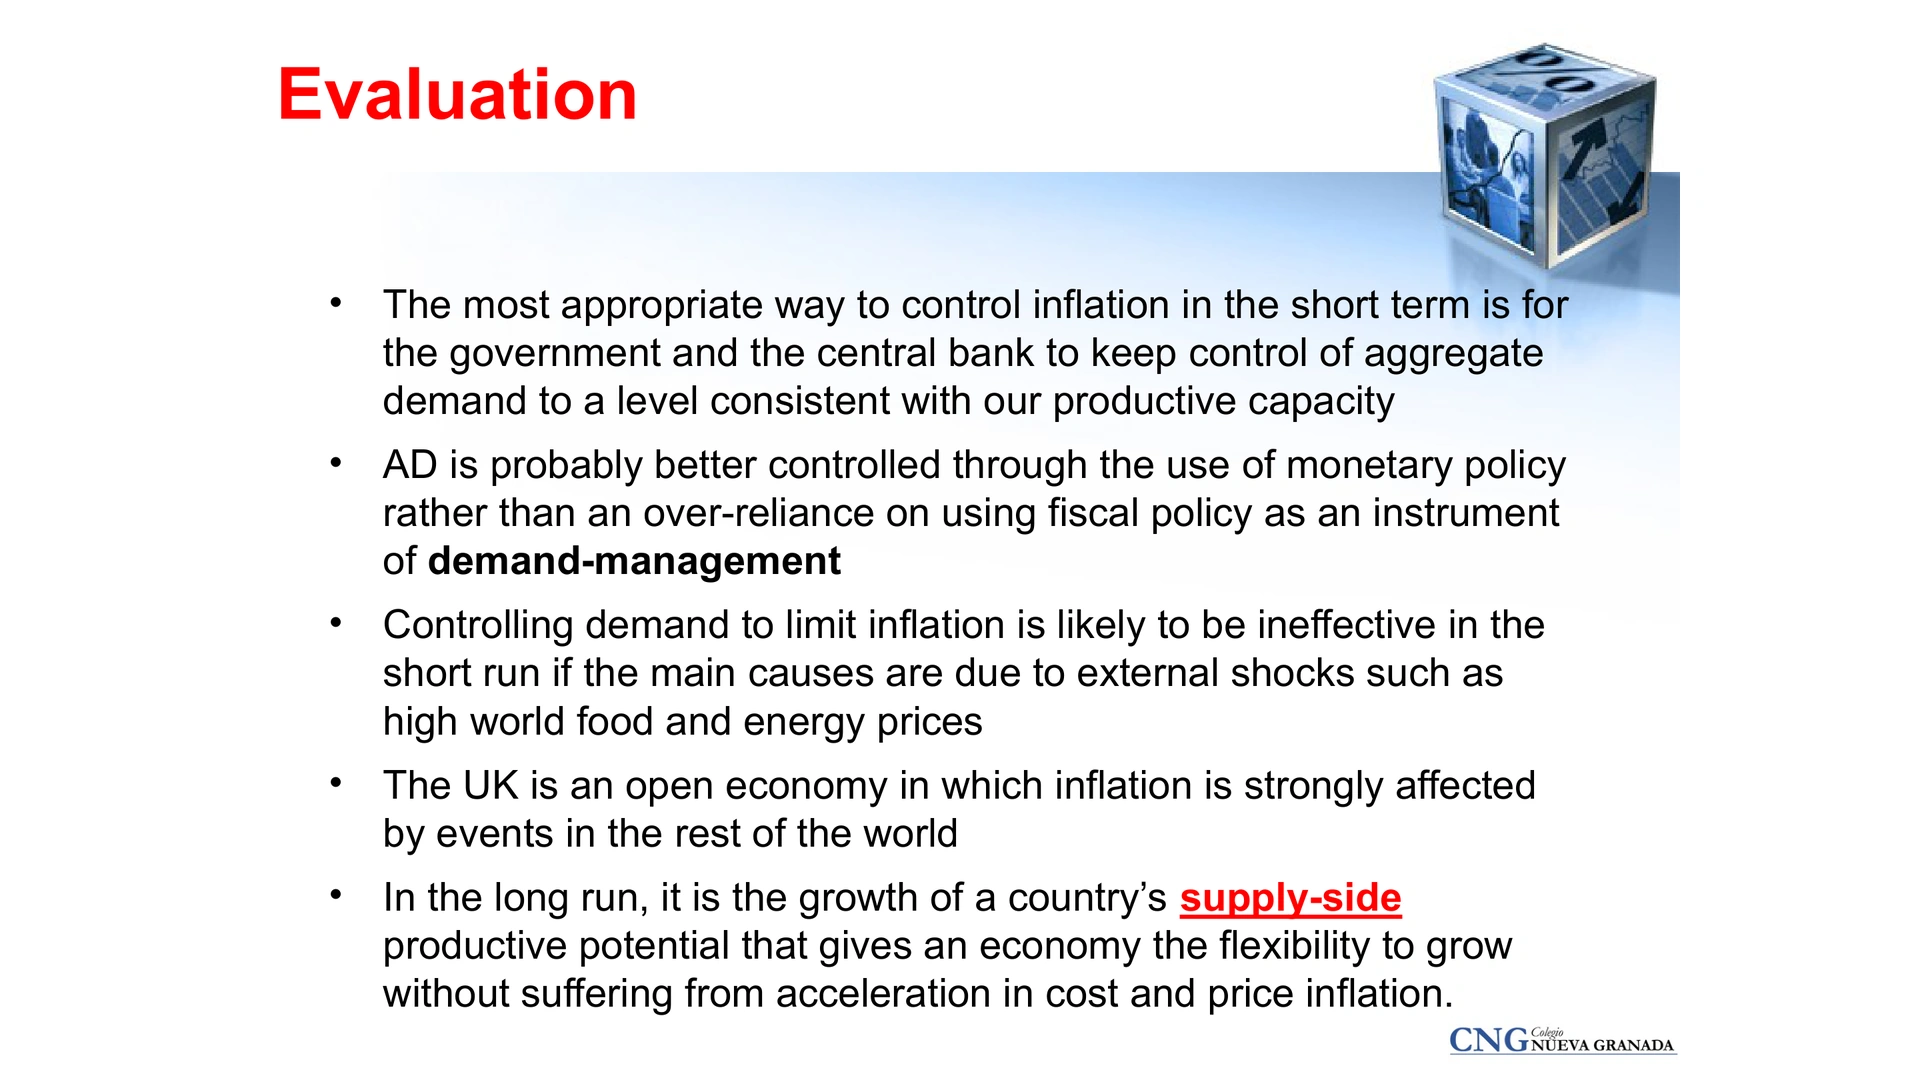 Evaluation
%
• The most appropriate way to control inflation in the short term is for
the government and the central bank to keep control of aggregate
demand to a level consistent with our productive capacity
• AD is probably better controlled through the use of monetary policy
rather than an over-reliance on using fiscal policy as an instrument
of demand-management
• Controlling demand to limit inflation is likely to be ineffective in the
short run if the main causes are due to external shocks such as
high world food and energy prices
• The UK is an open economy in which inflation is strongly affected
by events in the rest of the world
• In the long run, it is the growth of a country’s supply-side
productive potential that gives an economy the flexibility to grow
without suffering from acceleration in cost and price inflation.
CNG Colegio
NUEVA GRANADA